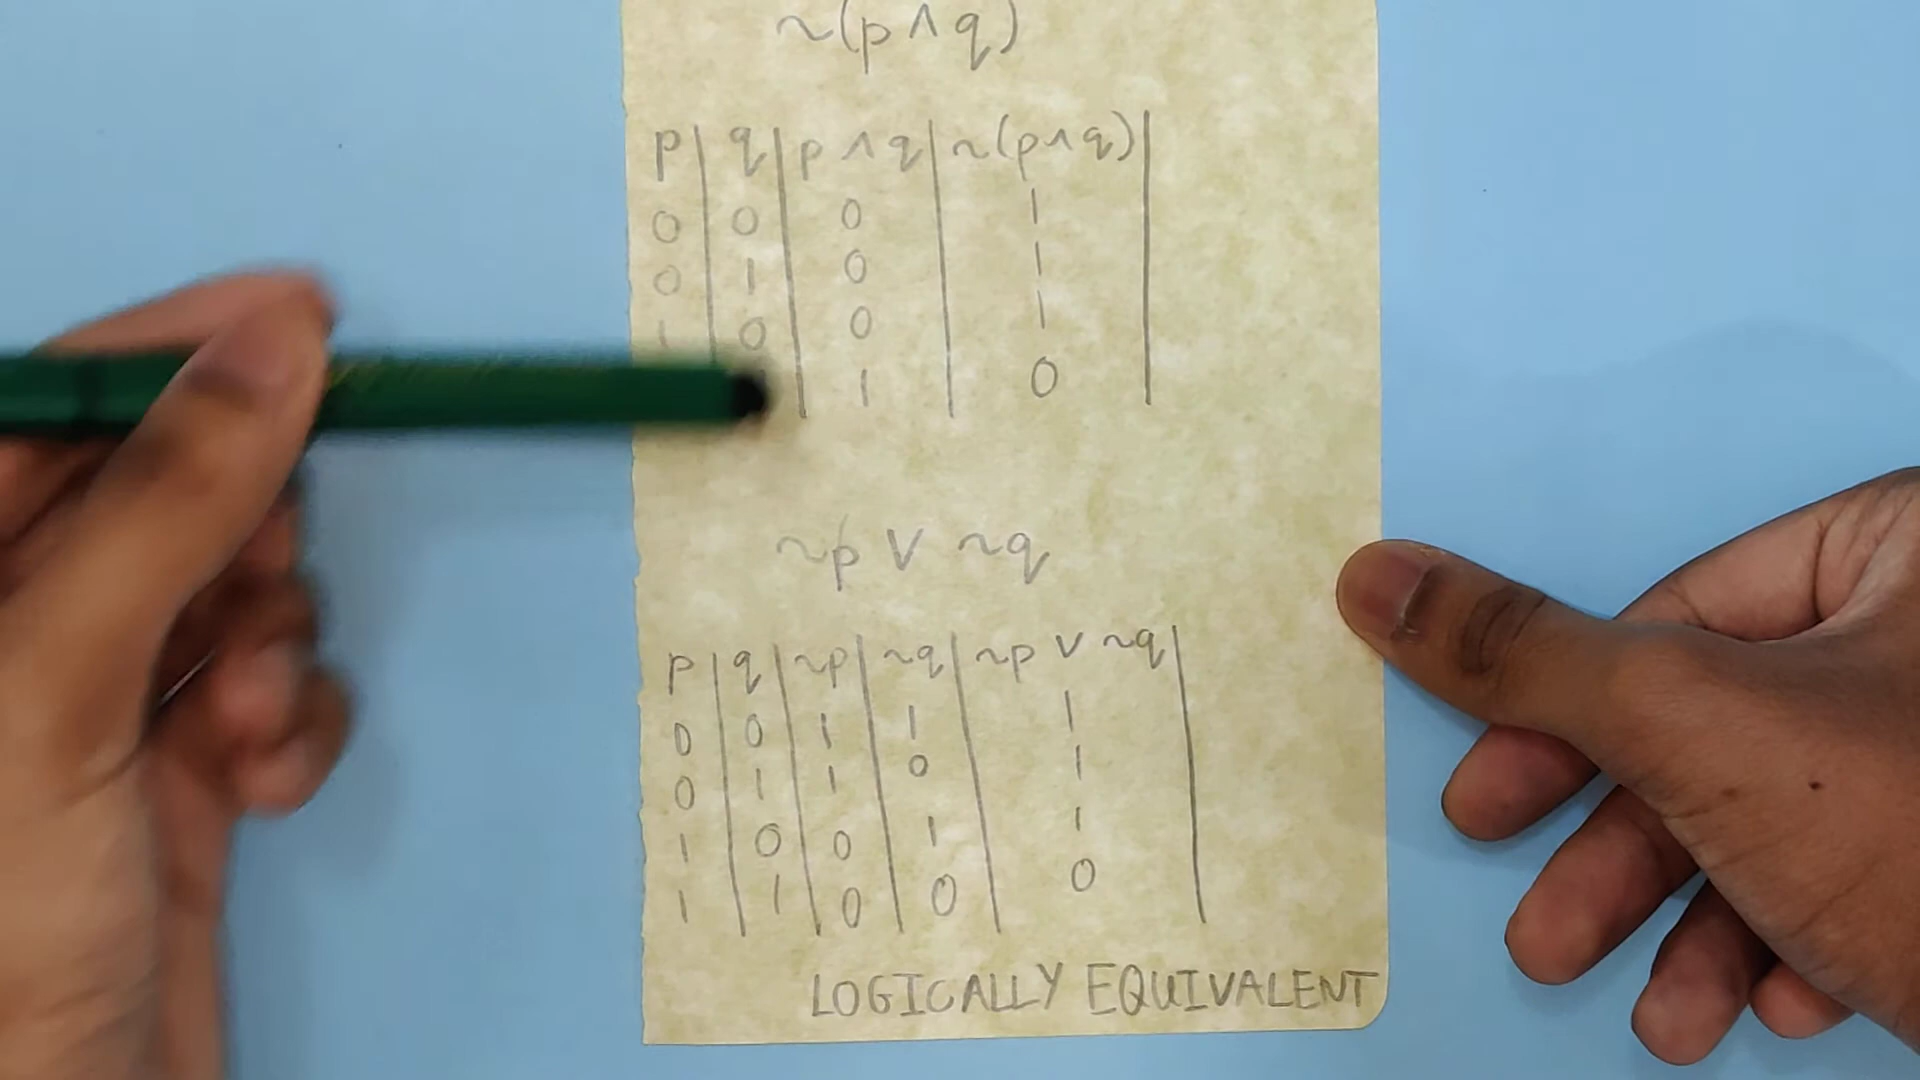 ~(p ∧ q)
p | q | p ∧ q | ~(p ∧ q) |
0 | 0 | 0 | 1
0 | 1 | 0 | 1
1 | 0 | 0 | 1
1 | 0
~p ∨ ~q
p | q | ~p | ~q | ~p ∨ ~q |
0 | 0 | 1 | 1 | 1
0 | 1 | 1 | 0 | 1
1 | 0 | 0 | 1 | 1
1 | 1 | 0 | 0 | 0
LOGICALLY EQUIVALENT